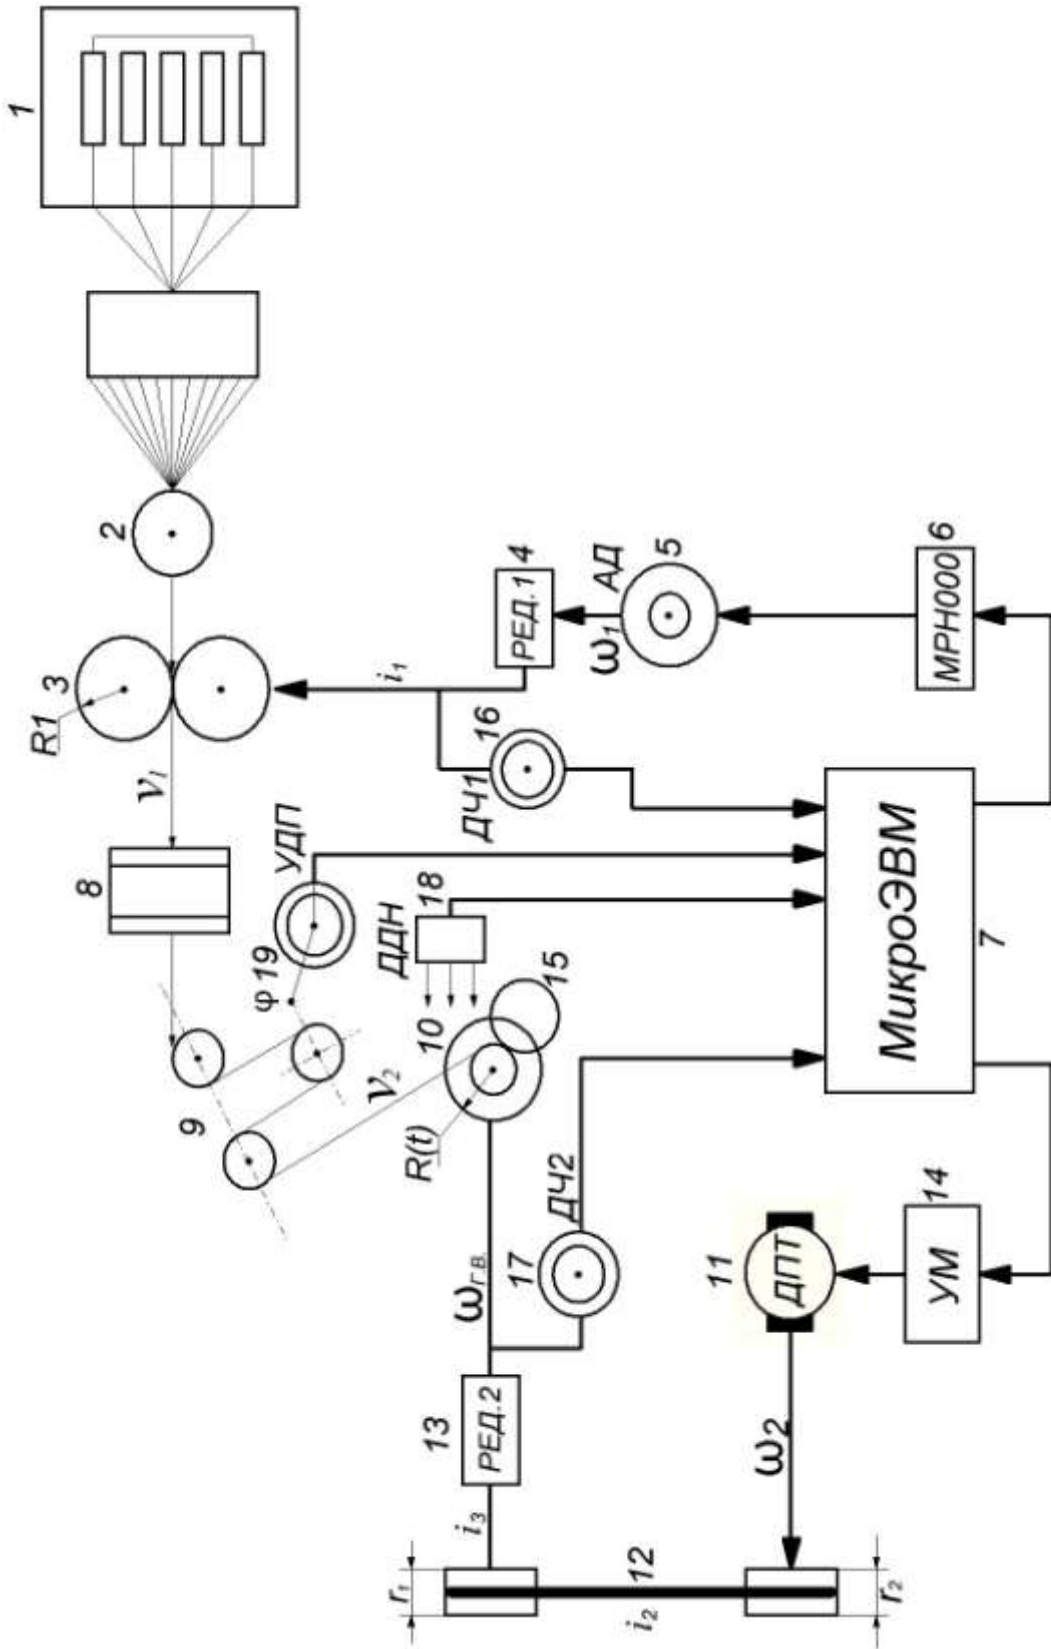 1
2
3
R1
v₁
8
УДП
φ 19
9
v₂
ДДН
18
10
15
R(t)
ω г.в.
ДЧ1
16
i₁
РЕД.1
4
ω₁
АД
5
МРН000
6
МикроЭВМ
7
17
ДЧ2
13
РЕД.2
i₃
r₁
i₂
12
r₂
ω2
11
ДПТ
УМ
14